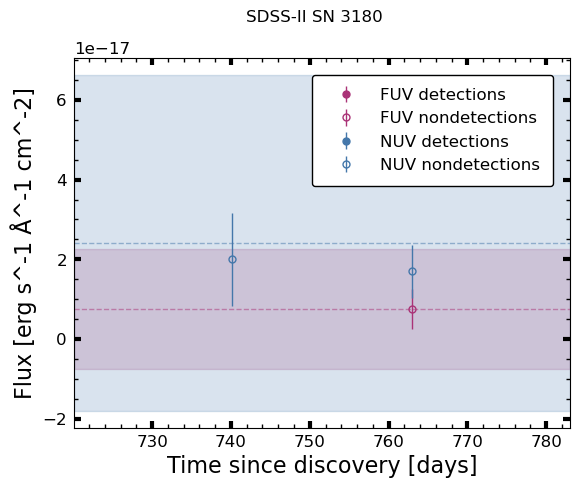 SDSS-II SN 3180
1e−17
FUV detections
FUV nondetections
NUV detections
NUV nondetections
6
4
2
0
−2
Flux [erg s^-1 Å^-1 cm^-2]
730
740
750
760
770
780
Time since discovery [days]